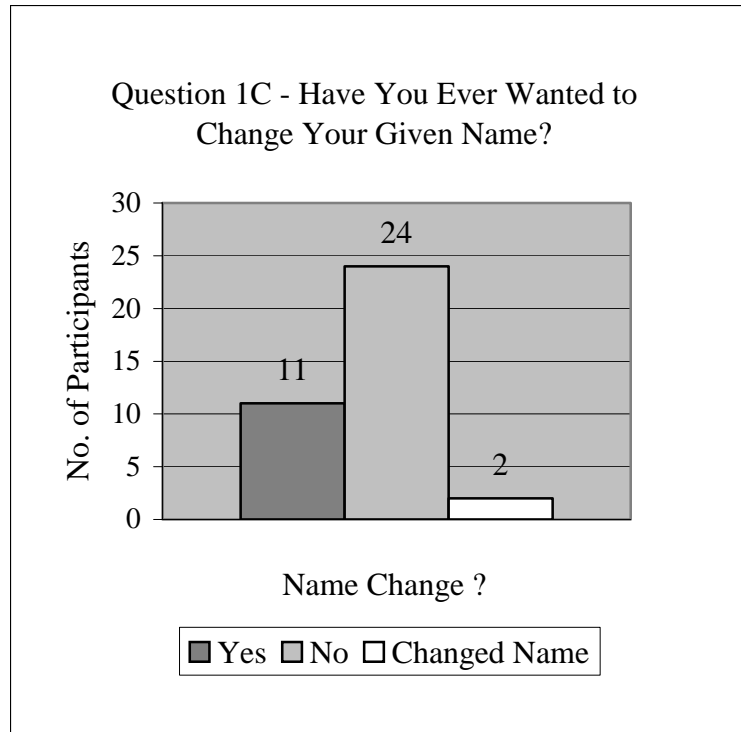 Question 1C - Have You Ever Wanted to
Change Your Given Name?
No. of Participants
30
25
20
15
10
5
0
11
24
2
Name Change ?
Yes No Changed Name